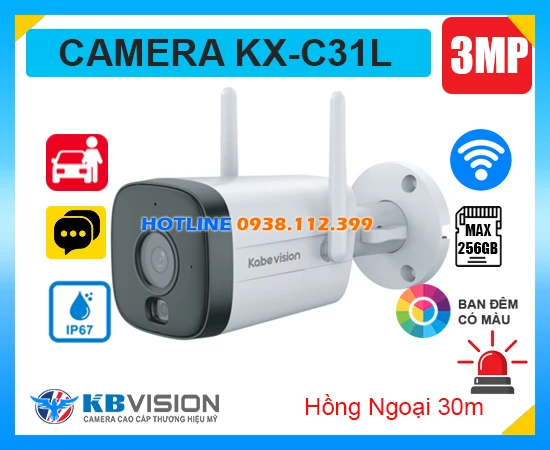 CAMERA KX-C31L
3MP
HOTLINE 0938.112.399
Kabevision
MAX
256GB
IP67
BAN ĐÊM
CÓ MÀU
KBVISION
CAMERA CAO CẤP THƯƠNG HIỆU MỸ
Hồng Ngoại 30m